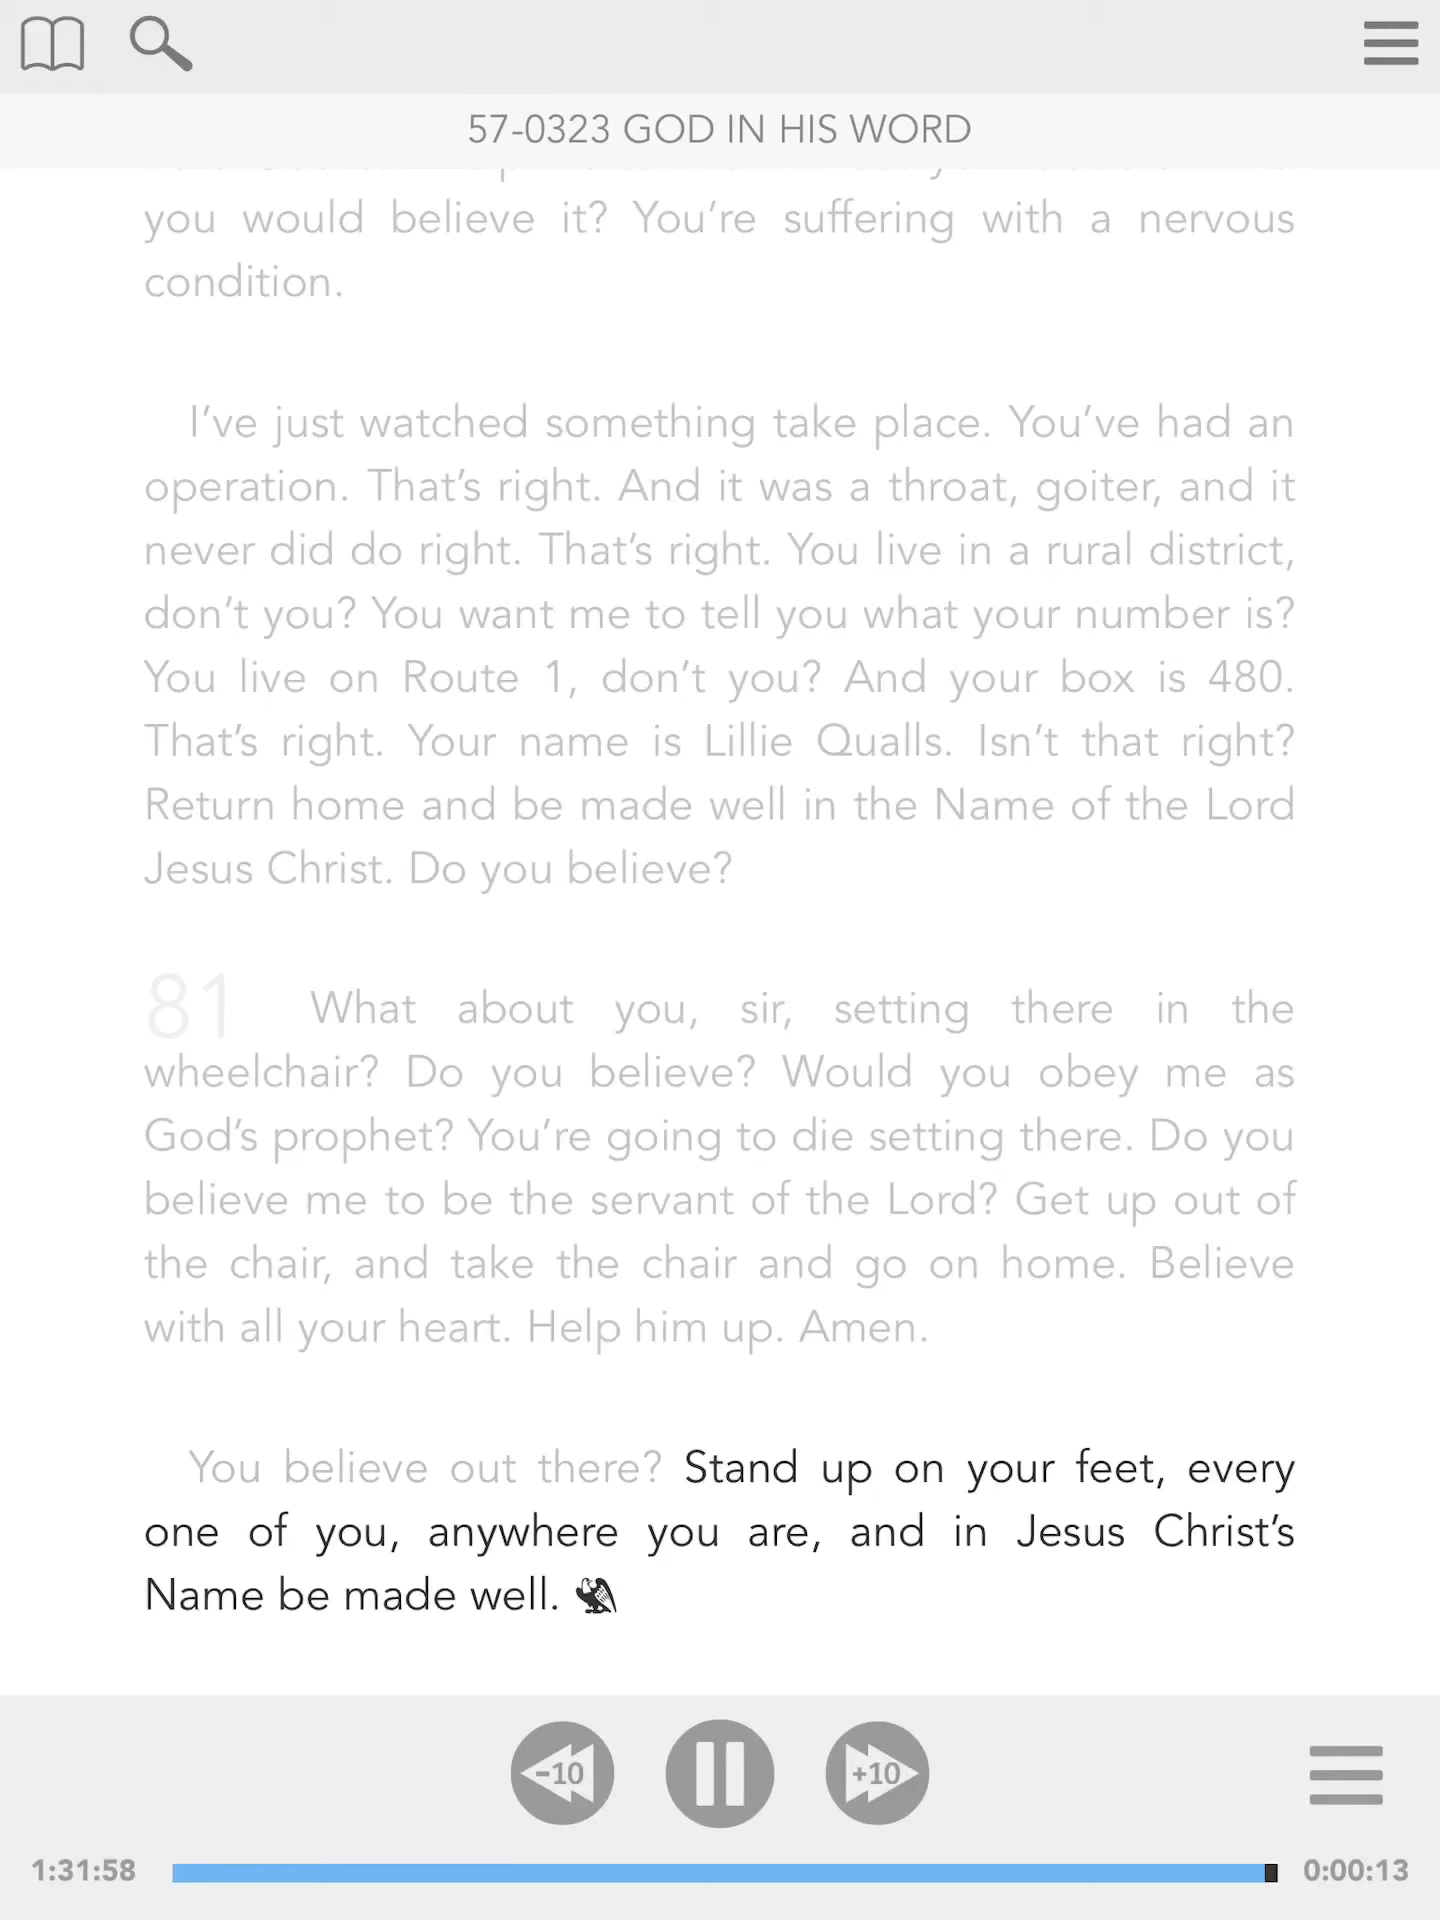 57-0323 GOD IN HIS WORD
you would believe it? You’re suffering with a nervous
condition.
I’ve just watched something take place. You’ve had an
operation. That’s right. And it was a throat, goiter, and it
never did do right. That’s right. You live in a rural district,
don’t you? You want me to tell you what your number is?
You live on Route 1, don’t you? And your box is 480.
That’s right. Your name is Lillie Qualls. Isn’t that right?
Return home and be made well in the Name of the Lord
Jesus Christ. Do you believe?
81 What about you, sir, setting there in the
wheelchair? Do you believe? Would you obey me as
God’s prophet? You’re going to die setting there. Do you
believe me to be the servant of the Lord? Get up out of
the chair, and take the chair and go on home. Believe
with all your heart. Help him up. Amen.
You believe out there? Stand up on your feet, every
one of you, anywhere you are, and in Jesus Christ’s
Name be made well.
-10 +10
1:31:58 0:00:13